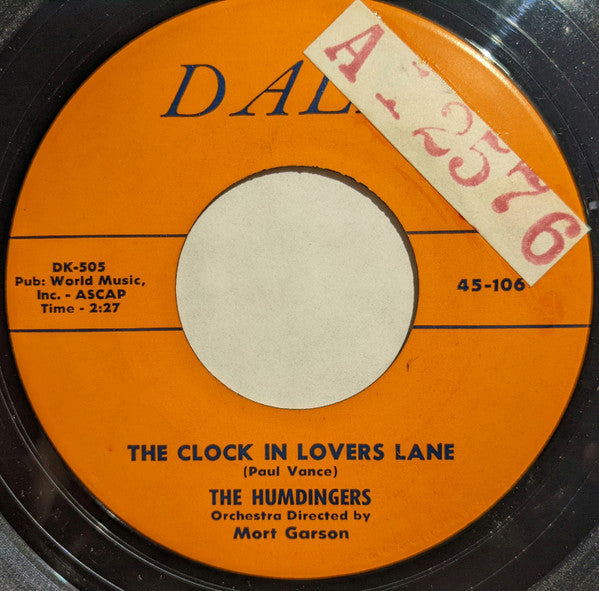 DAL
A12576
DK-505
Pub: World Music,
Inc. - ASCAP
Time - 2:27
45-106
THE CLOCK IN LOVERS LANE
(Paul Vance)
THE HUMDINGERS
Orchestra Directed by
Mort Garson